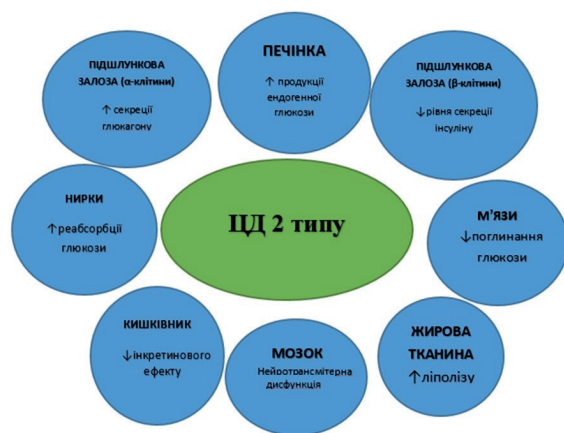 ПЕЧІНКА
↑ продукції
ендогенної
глюкози
ПІДШЛУНКОВА
ЗАЛОЗА (α-клітини)
↑ секреції
глюкагону
ПІДШЛУНКОВА
ЗАЛОЗА (β-клітини)
↓рівня секреції
інсуліну
НИРКИ
↑реабсорбції
глюкози
ЦД 2 типу
М’ЯЗИ
↓поглинання
глюкози
КИШКІВНИК
↓інкретинового
ефекту
МОЗОК
Нейротрансмітерна
дисфункція
ЖИРОВА
ТКАНИНА
↑ліполізу